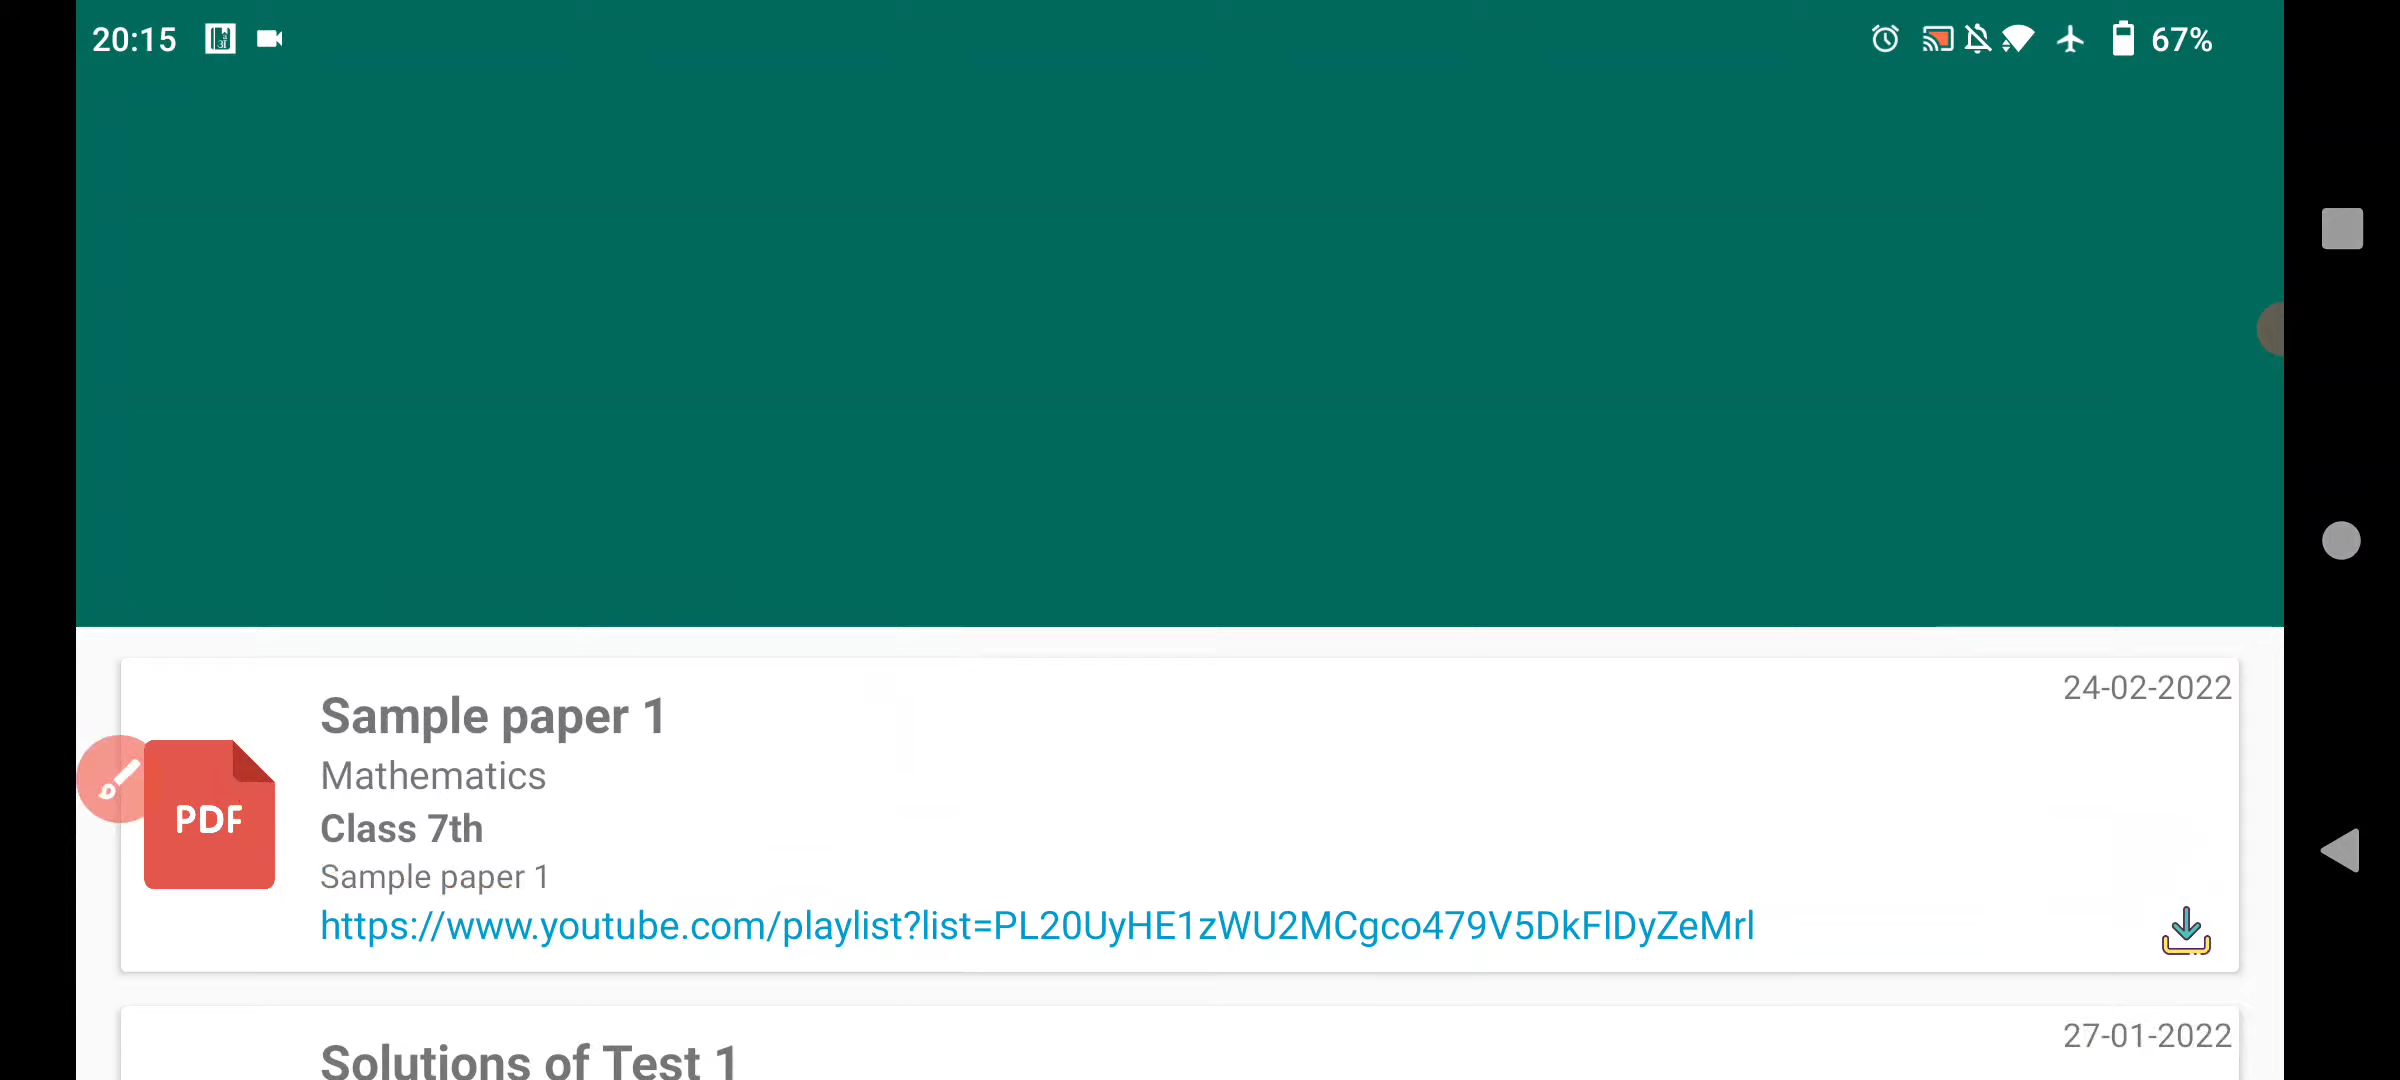 20:15
67%
24-02-2022
Sample paper 1
Mathematics
Class 7th
PDF
Sample paper 1
https://www.youtube.com/playlist?list=PL20UyHE1zWU2MCgco479V5DkFlDyZeMrl
27-01-2022
Solutions of Test 1